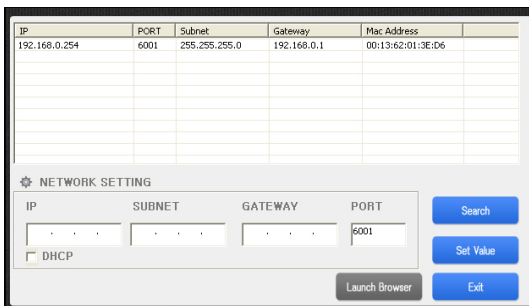 IP PORT Subnet Gateway Mac Address
192.168.0.254 6001 255.255.255.0 192.168.0.1 00:13:62:01:3E:D6
NETWORK SETTING
IP SUBNET GATEWAY PORT
. . . . . . . . . 6001
DHCP
Search
Set Value
Launch Browser Exit